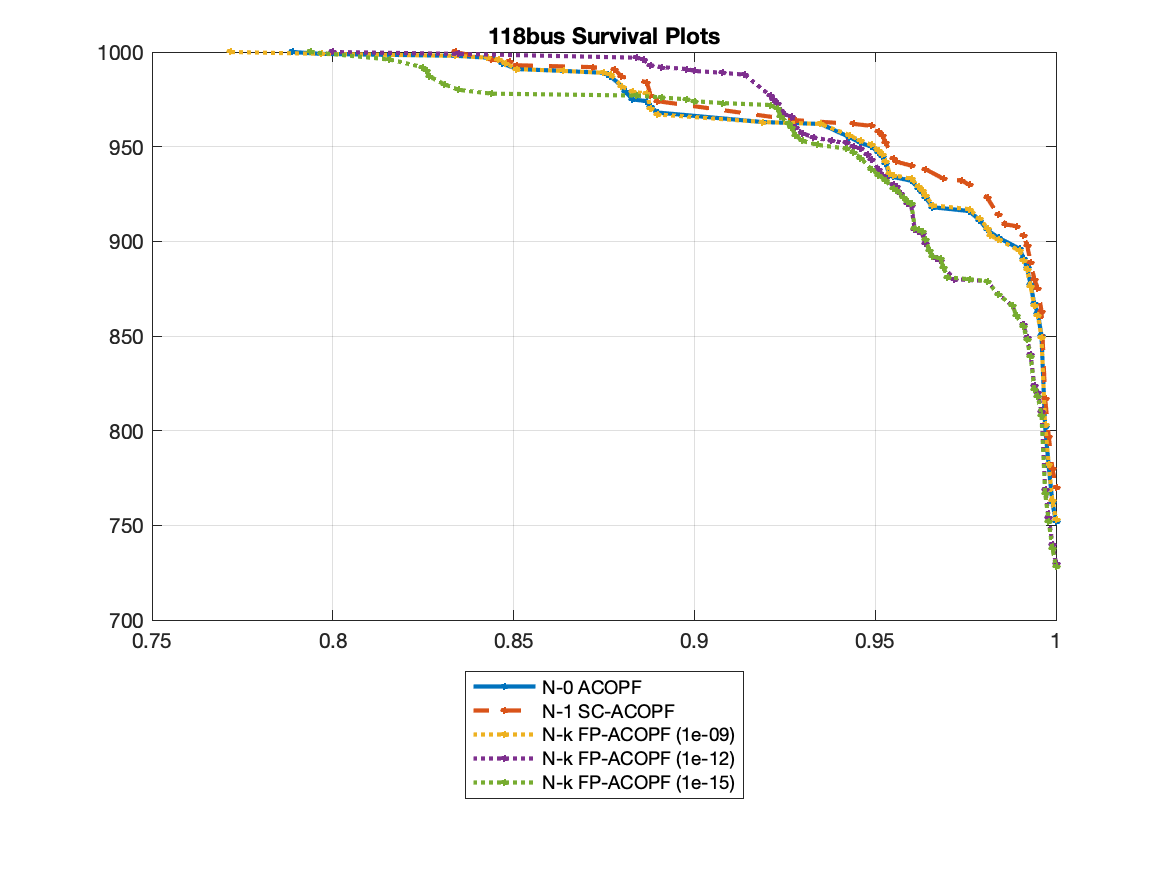 118bus Survival Plots
1000
950
900
850
800
750
700
0.75 0.8 0.85 0.9 0.95 1
N-0 ACOPF
N-1 SC-ACOPF
N-k FP-ACOPF (1e-09)
N-k FP-ACOPF (1e-12)
N-k FP-ACOPF (1e-15)